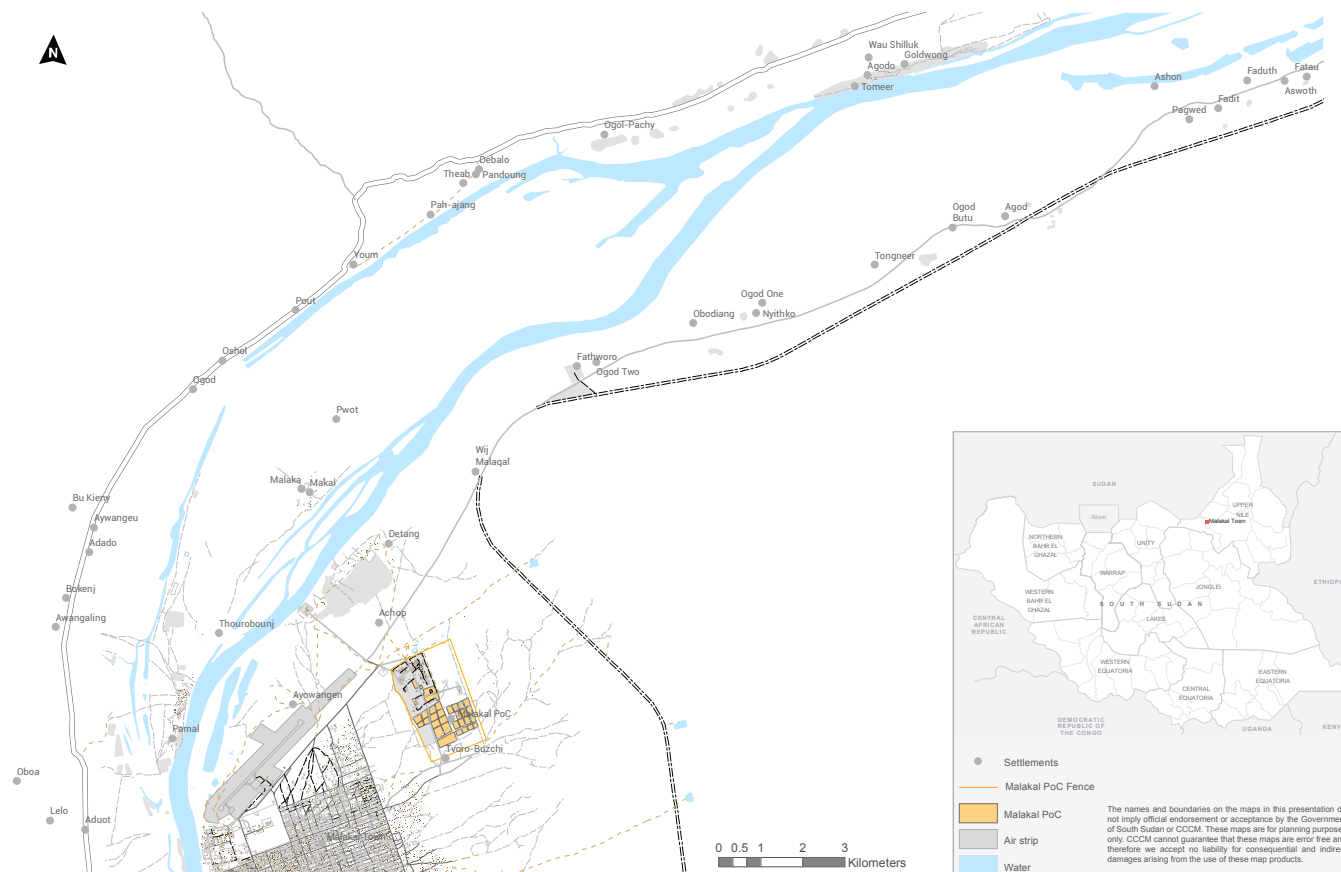 N
Wau Shilluk
Goldwong
Agodo
Tomeer
Ashon
Faduth
Fatau
Aswoth
Fadit
Pagwed
Ogol-Pachy
Debalo
Theab
Pandoung
Pah-ajang
Ogod
Butu
Agod
Youm
Tongneer
Pout
Ogod One
Obodiang
Nyithko
Oshol
Fathworo
Ogod Two
Ogod
Pwot
Wij
Malaqal
Malaka
Makal
Bu Kieny
Aywangeu
Adado
Detang
Bokenj
Awangaling
Achop
Thourobounj
Ayowangen
Malakal PoC
Pamal
Tvoro-Buzchi
Oboa
Lelo
Aduot
Malakal Town
0 0.5 1 2 3
Kilometers
SUDAN
Abyei
UPPER
NILE
Malakal Town
NORTHERN
BAHR EL
GHAZAL
UNITY
WARRAP
ETHIOPI
WESTERN
BAHR EL
GHAZAL
JONGLEI
SOUTH SUDAN
CENTRAL
AFRICAN
REPUBLIC
LAKES
WESTERN
EQUATORIA
EASTERN
EQUATORIA
CENTRAL
EQUATORIA
DEMOCRATIC
REPUBLIC OF
THE CONGO
UGANDA
KENY
Settlements
Malakal PoC Fence
Malakal PoC
Air strip
Water
The names and boundaries on the maps in this presentation d
not imply official endorsement or acceptance by the Governmen
of South Sudan or CCCM. These maps are for planning purpose
only. CCCM cannot guarantee that these maps are error free an
therefore we accept no liability for consequential and indirec
damages arising from the use of these map products.